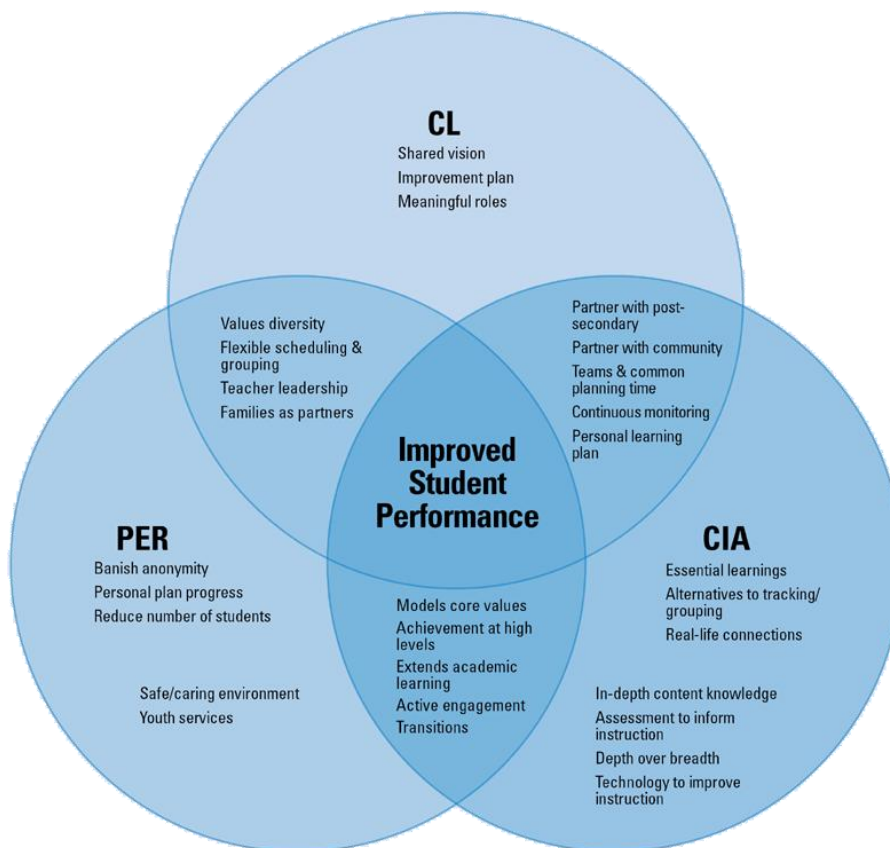 CL
Shared vision
Improvement plan
Meaningful roles
Values diversity
Flexible scheduling &
grouping
Teacher leadership
Families as partners
Partner with post-
secondary
Partner with community
Teams & common
planning time
Continuous monitoring
Personal learning
plan
Improved
Student
Performance
PER
Banish anonymity
Personal plan progress
Reduce number of students
Safe/caring environment
Youth services
Models core values
Achievement at high
levels
Extends academic
learning
Active engagement
Transitions
CIA
Essential learnings
Alternatives to tracking/
grouping
Real-life connections
In-depth content knowledge
Assessment to inform
instruction
Depth over breadth
Technology to improve
instruction